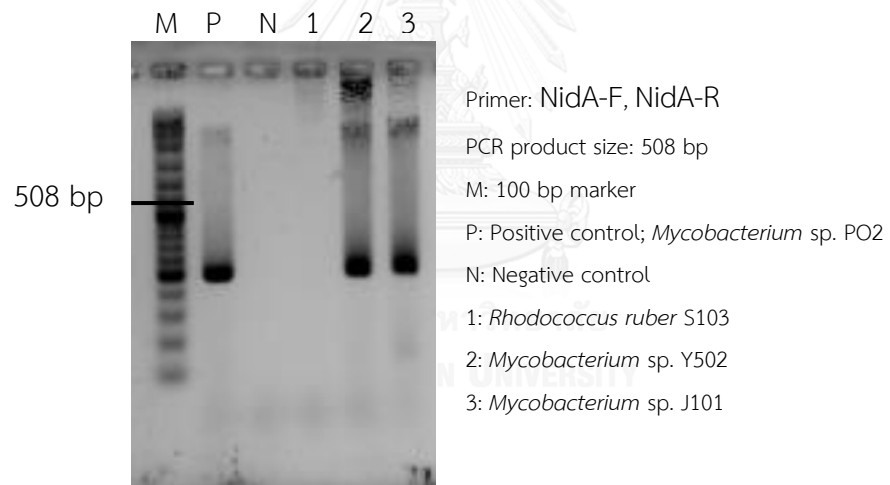 M P N 1 2 3
508 bp
Primer: NidA-F, NidA-R
PCR product size: 508 bp
M: 100 bp marker
P: Positive control; Mycobacterium sp. PO2
N: Negative control
1: Rhodococcus ruber S103
2: Mycobacterium sp. Y502
3: Mycobacterium sp. J101
UNIVERSITY